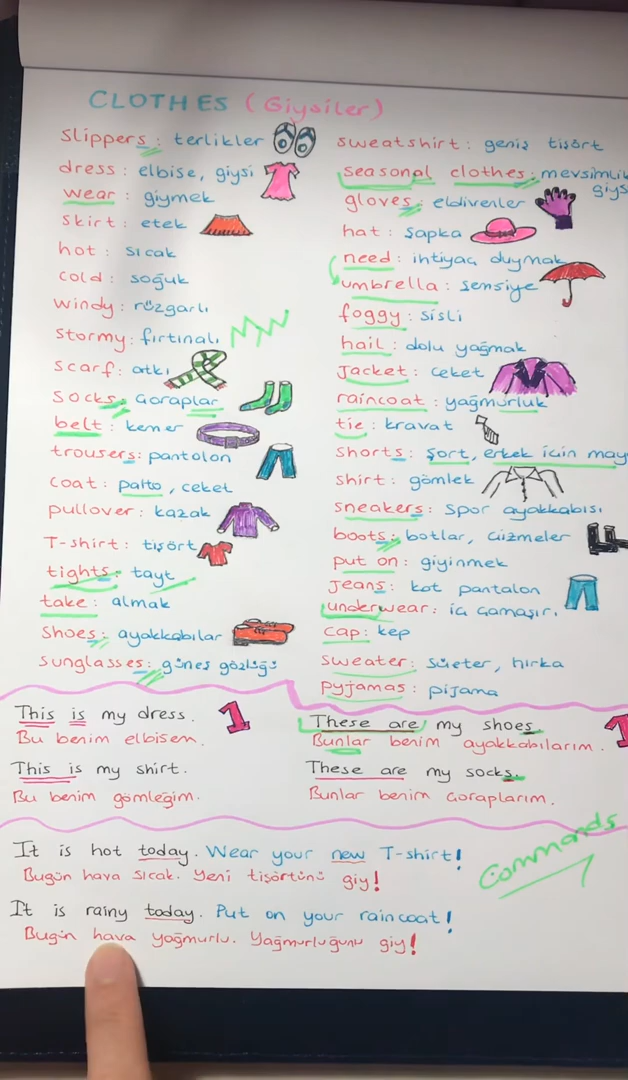 CLOTHES (Giysiler)
slippers: terlikler
dress: elbise, giysi
wear: giymek
skirt: etek
hot: sıcak
cold: soğuk
windy: rüzgarlı
stormy: fırtınalı
scarf: atkı
socks: çoraplar
belt: kemer
trousers: pantolon
coat: palto, ceket
pullover: kazak
T-shirt: tişört
tights: tayt
take: almak
shoes: ayakkabılar
sunglasses: güneş gözlüğü
sweatshirt: geniş tişört
seasonal clothes: mevsimlik
giys
gloves: eldivenler
hat: şapka
need: ihtiyaç duymak
umbrella: şemsiye
foggy: sisli
hail: dolu yağmak
Jacket: ceket
raincoat: yağmurluk
tie: kravat
shorts: şort, erkek için may
shirt: gömlek
sneakers: spor ayakkabısı
boots: botlar, çizmeler
put on: giyinmek
Jeans: kot pantalon
underwear: iç çamaşır.
cap: kep
sweater: süeter, hırka
pyjamas: pijama
This is my dress. 1
Bu benim elbisem.
This is my shirt.
Bu benim gömleğim.
These are my shoes 1
Bunlar benim ayakkabılarım.
These are my socks.
Bunlar benim çoraplarım.
It is hot today. Wear your new T-shirt!
Bugün hava sıcak. Yeni tişörtünü giy!
Commands
It is rainy today. Put on your raincoat!
Bugün hava yağmurlu. Yağmurluğunu giy!